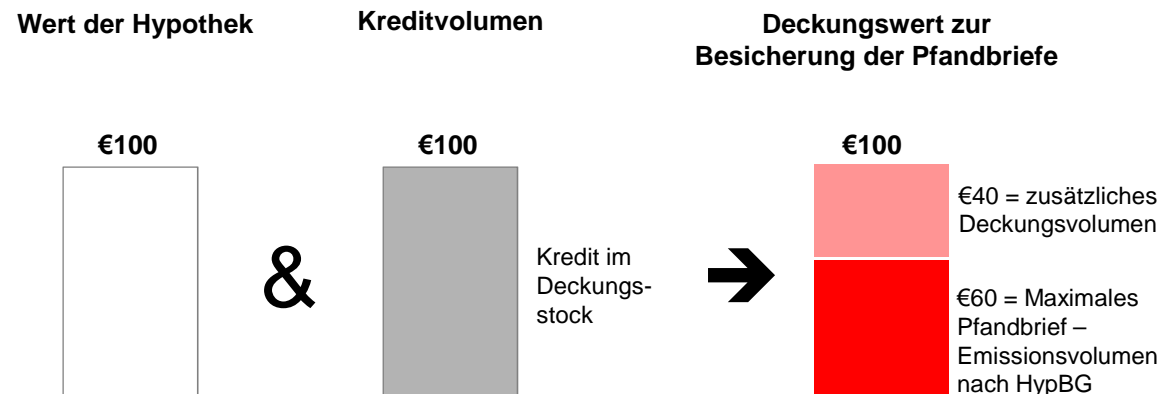 Wert der Hypothek
Kreditvolumen
Deckungswert zur
Besicherung der Pfandbriefe
€100
€100
€100
&
Kredit im
Deckungs-
stock
€40 = zusätzliches
Deckungsvolumen
€60 = Maximales
Pfandbrief –
Emissionsvolumen
nach HypBG